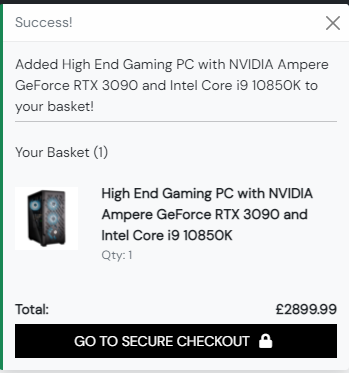 Success!
Added High End Gaming PC with NVIDIA Ampere
GeForce RTX 3090 and Intel Core i9 10850K to
your basket!
Your Basket (1)
High End Gaming PC with NVIDIA
Ampere GeForce RTX 3090 and
Intel Core i9 10850K
Qty: 1
Total: £2899.99
GO TO SECURE CHECKOUT